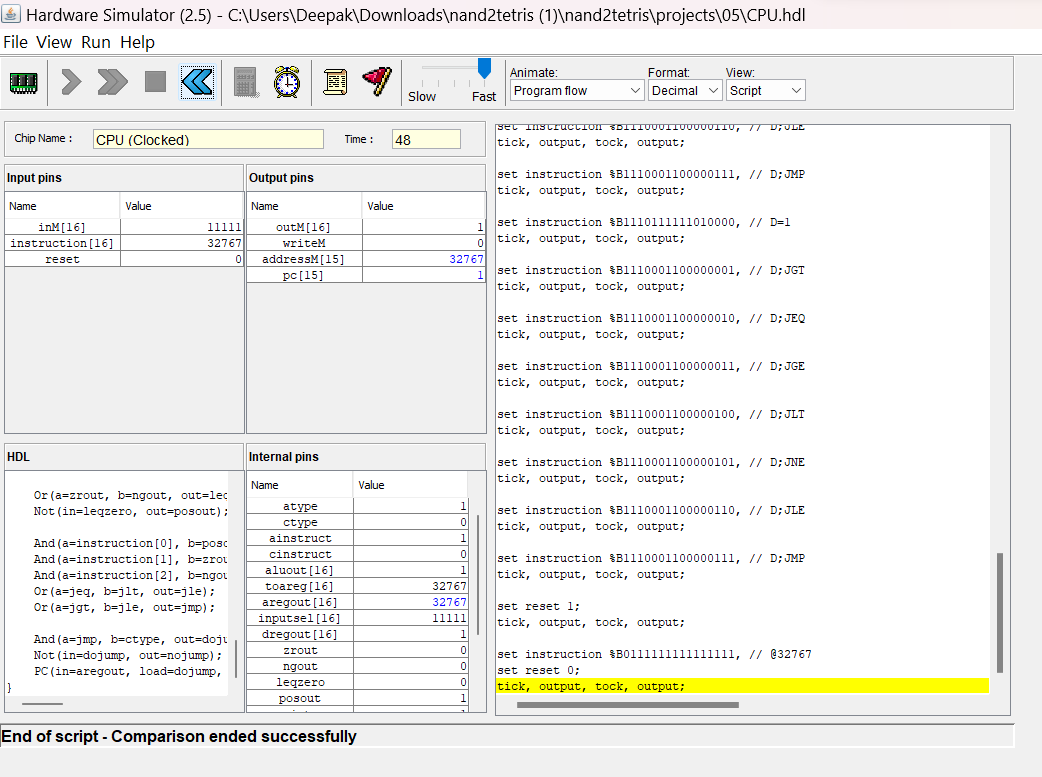 Hardware Simulator (2.5) - C:\Users\Deepak\Downloads\nand2tetris (1)\nand2tetris\projects\05\CPU.hdl
File View Run Help
Slow Fast
Animate: Format: View:
Program flow Decimal Script
Chip Name : CPU (Clocked) Time : 48
Input pins
Name Value
inM[16] 11111
instruction[16] 32767
reset 0
Output pins
Name Value
outM[16] 1
writeM 0
addressM[15] 32767
pc[15] 1
HDL
Or(a=zrout, b=ngout, out=leq
Not(in=leqzero, out=posout);
And(a=instruction[0], b=poso
And(a=instruction[1], b=zrou
And(a=instruction[2], b=ngou
Or(a=jeq, b=jlt, out=jle);
Or(a=jgt, b=jle, out=jmp);
And(a=jmp, b=ctype, out=doju
Not(in=dojump, out=nojump);
PC(in=aregout, load=dojump,
}
Internal pins
Name Value
atype 1
ctype 0
ainstruct 1
cinstruct 0
aluout[16] 1
toareg[16] 32767
aregout[16] 32767
inputsel[16] 11111
dregout[16] 1
zrout 0
ngout 0
leqzero 0
posout 1
set instruction %B1110001100000110, // D;JLE
tick, output, tock, output;
set instruction %B1110001100000111, // D;JMP
tick, output, tock, output;
set instruction %B1110111111010000, // D=1
tick, output, tock, output;
set instruction %B1110001100000001, // D;JGT
tick, output, tock, output;
set instruction %B1110001100000010, // D;JEQ
tick, output, tock, output;
set instruction %B1110001100000011, // D;JGE
tick, output, tock, output;
set instruction %B1110001100000100, // D;JLT
tick, output, tock, output;
set instruction %B1110001100000101, // D;JNE
tick, output, tock, output;
set instruction %B1110001100000110, // D;JLE
tick, output, tock, output;
set instruction %B1110001100000111, // D;JMP
tick, output, tock, output;
set reset 1;
tick, output, tock, output;
set instruction %B0111111111111111, // @32767
set reset 0;
tick, output, tock, output;
End of script - Comparison ended successfully